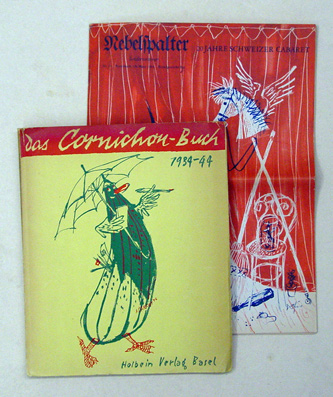 Nebelspalter
JAHRE SCHWEIZER CABARET
das Cornichon-Buch
1934-44
Holbein Verlag Basel